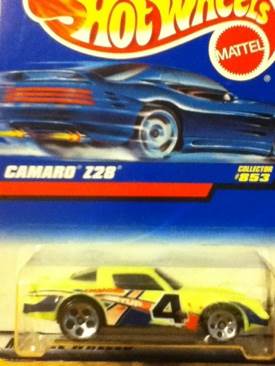 HOT WHEELS
MATTEL
CAMARO Z28
COLLECTOR
#853
4